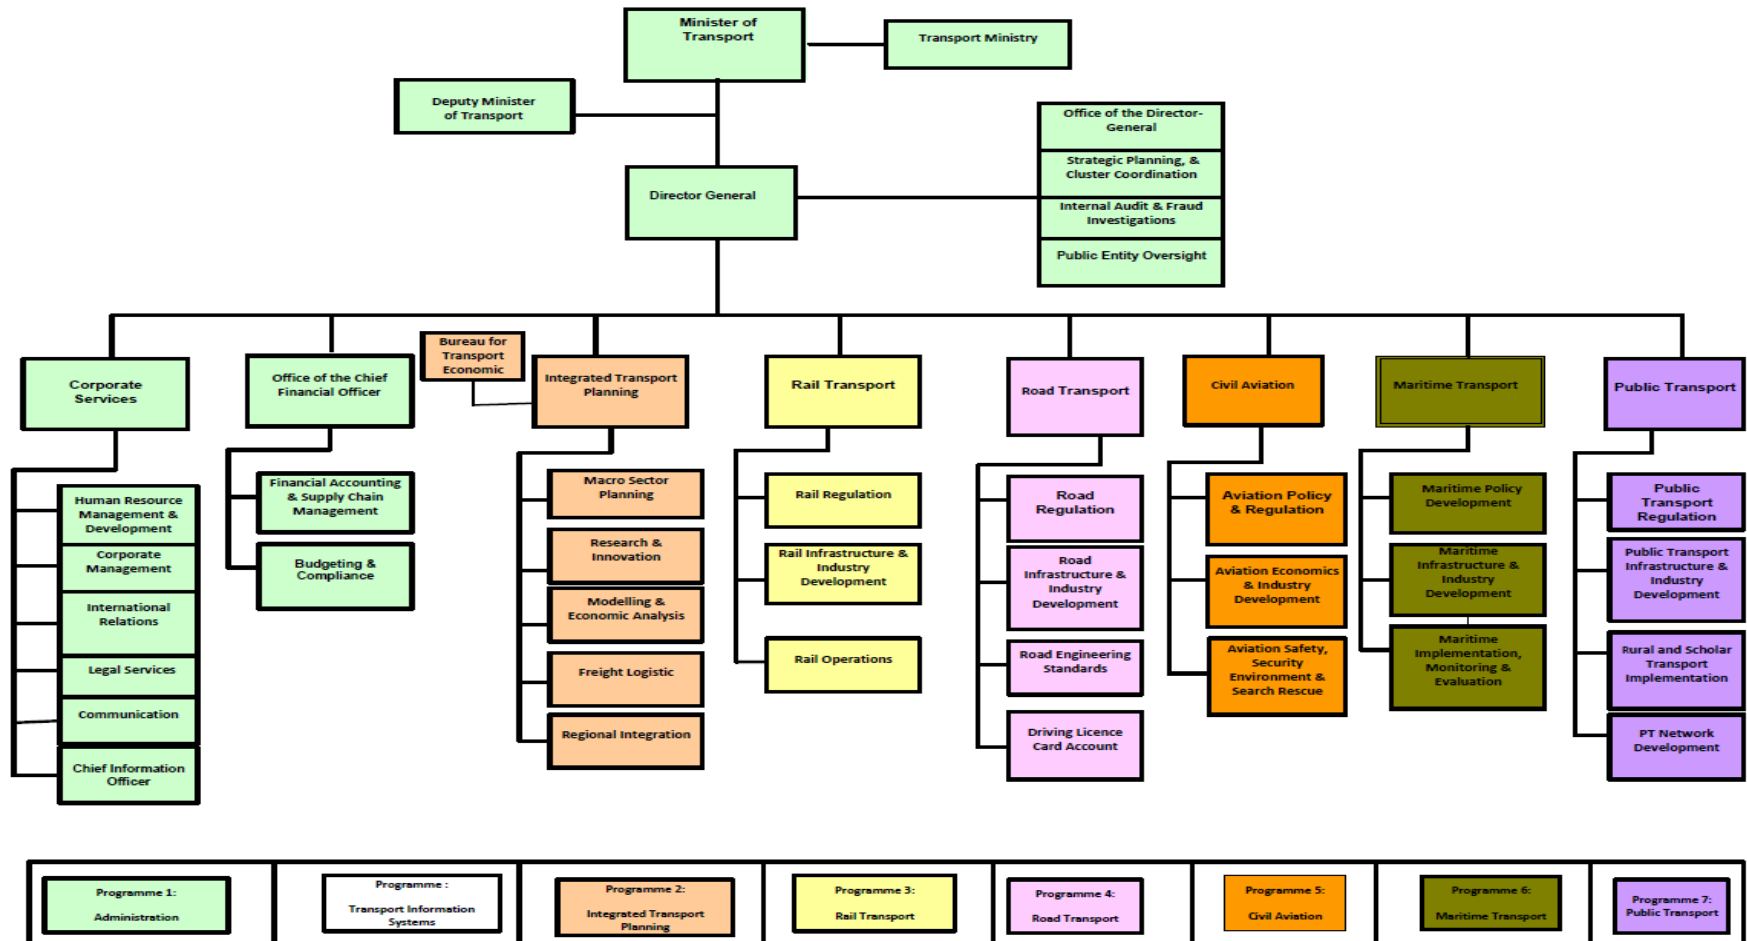 Minister of
Transport
Transport Ministry
Deputy Minister
of Transport
Office of the Director-
General
Strategic Planning, &
Cluster Coordination
Internal Audit & Fraud
Investigations
Public Entity Oversight
Director General
Corporate
Services
Office of the Chief
Financial Officer
Bureau for
Transport
Economic
Integrated Transport
Planning
Rail Transport
Road Transport
Civil Aviation
Maritime Transport
Public Transport
Human Resource
Management &
Development
Corporate
Management
International
Relations
Legal Services
Communication
Chief Information
Officer
Financial Accounting
& Supply Chain
Management
Budgeting &
Compliance
Macro Sector
Planning
Research &
Innovation
Modelling &
Economic Analysis
Freight Logistic
Regional Integration
Rail Regulation
Rail Infrastructure &
Industry
Development
Rail Operations
Road
Regulation
Road
Infrastructure &
Industry
Development
Road Engineering
Standards
Driving Licence
Card Account
Aviation Policy
& Regulation
Aviation Economics
& Industry
Development
Aviation Safety,
Security
Environment &
Search Rescue
Maritime Policy
Development
Maritime
Infrastructure &
Industry
Development
Maritime
Implementation,
Monitoring &
Evaluation
Public
Transport
Regulation
Public Transport
Infrastructure &
Industry
Development
Rural and Scholar
Transport
Implementation
PT Network
Development
Programme 1:
Administration
Programme :
Transport Information
Systems
Programme 2:
Integrated Transport
Planning
Programme 3:
Rail Transport
Programme 4:
Road Transport
Programme 5:
Civil Aviation
Programme 6:
Maritime Transport
Programme 7:
Public Transport